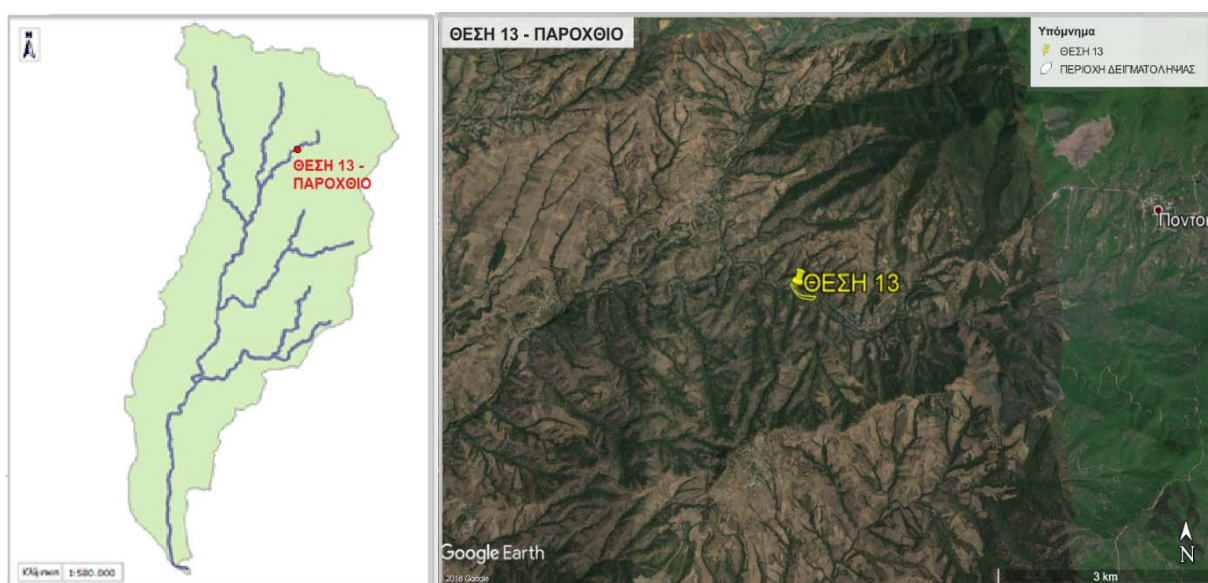 N
ΘΕΣΗ 13 -
ΠΑΡΟΧΘΙΟ
Κλίμακα 1:580.000
ΘΕΣΗ 13 - ΠΑΡΟΧΘΙΟ
Υπόμνημα
ΘΕΣΗ 13
ΠΕΡΙΟΧΗ ΔΕΙΓΜΑΤΟΛΗΨΙΑΣ
ΘΕΣΗ 13
Google Earth
© 2018 Google
N
3 km